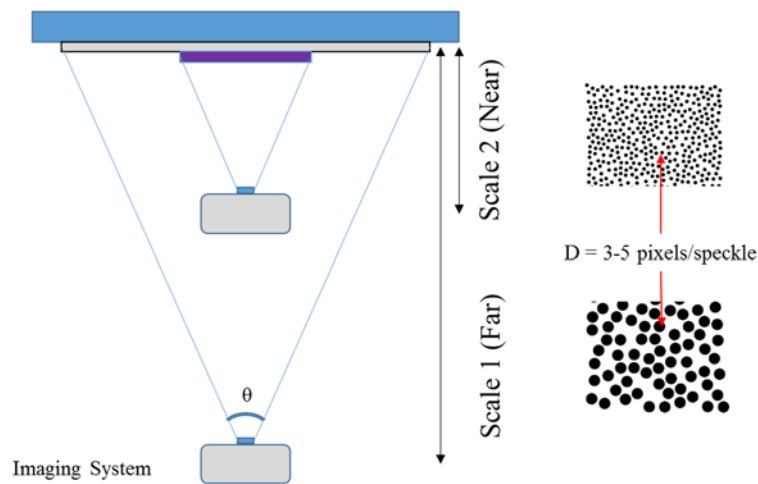 Scale 2 (Near)
Scale 1 (Far)
D = 3-5 pixels/speckle
θ
Imaging System